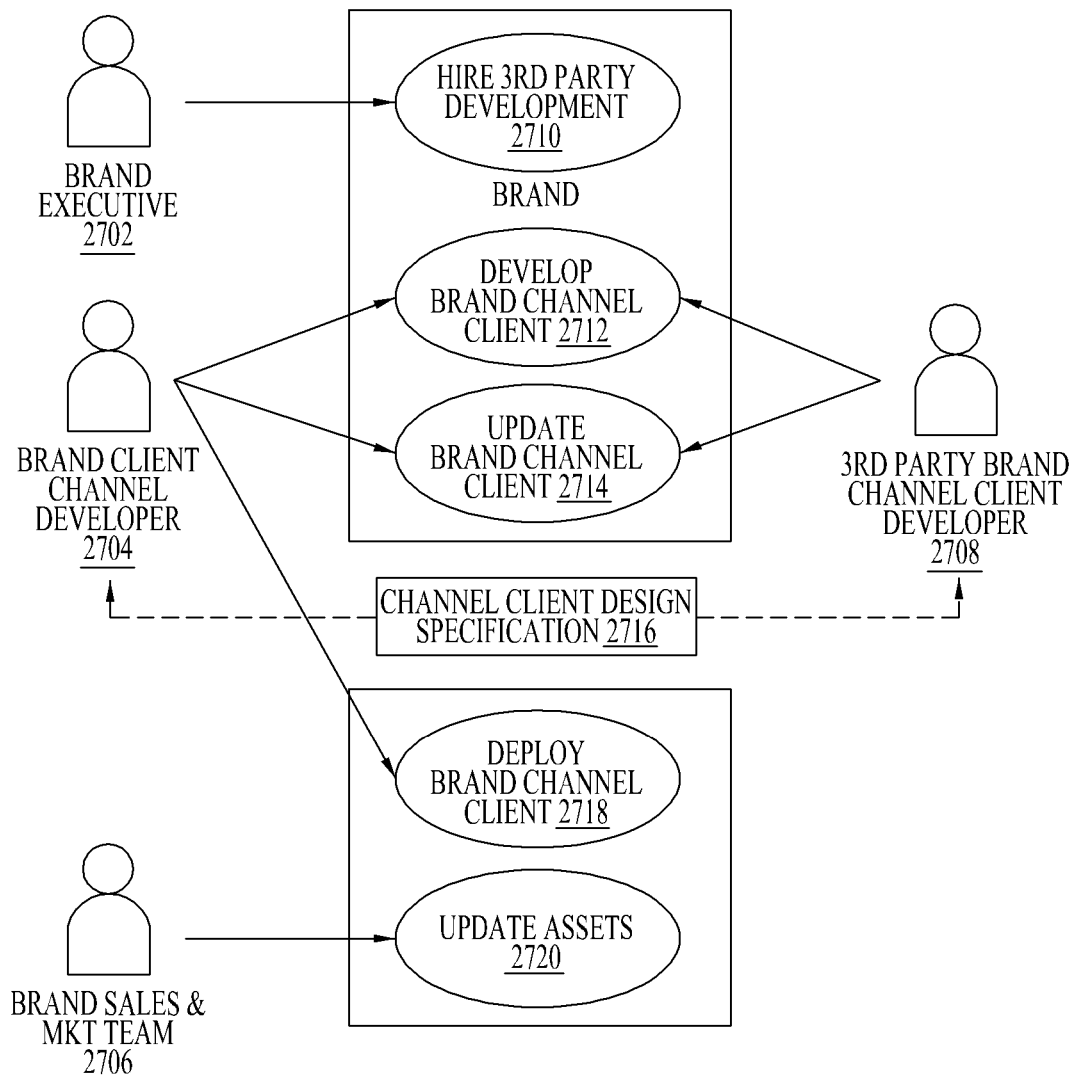 HIRE 3RD PARTY
DEVELOPMENT
2710
BRAND
EXECUTIVE
2702
BRAND
DEVELOP
BRAND CHANNEL
CLIENT 2712
UPDATE
BRAND CHANNEL
CLIENT 2714
BRAND CLIENT
CHANNEL
DEVELOPER
2704
3RD PARTY BRAND
CHANNEL CLIENT
DEVELOPER
2708
CHANNEL CLIENT DESIGN
SPECIFICATION 2716
DEPLOY
BRAND CHANNEL
CLIENT 2718
UPDATE ASSETS
2720
BRAND SALES &
MKT TEAM
2706